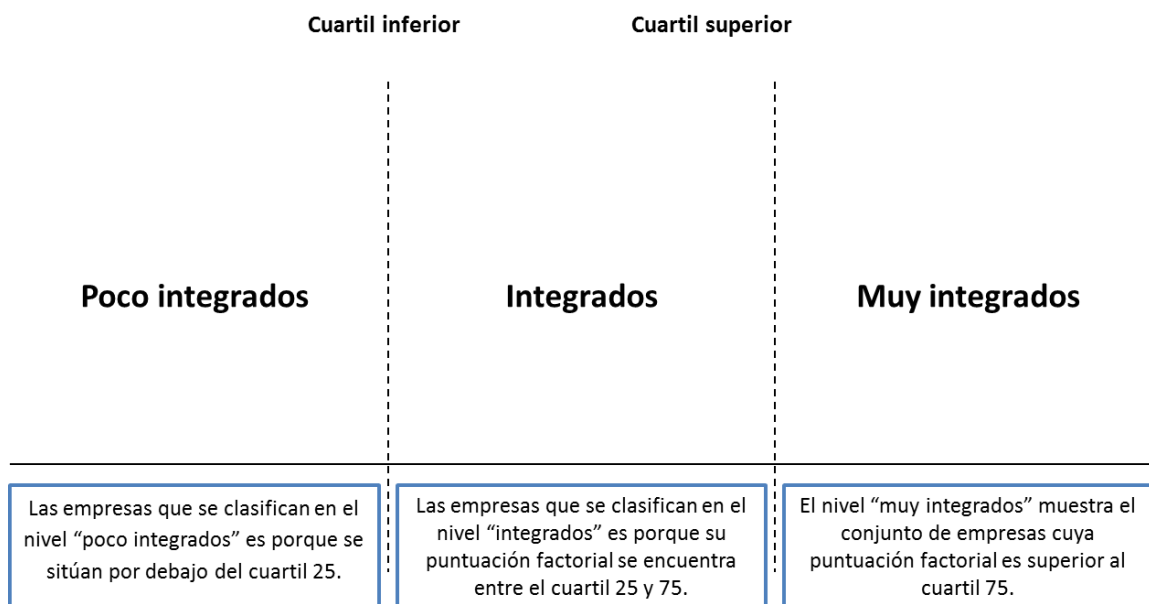 Cuartil inferior
Cuartil superior
Poco integrados
Integrados
Muy integrados
Las empresas que se clasifican en el
nivel “poco integrados” es porque se
sitúan por debajo del cuartil 25.
Las empresas que se clasifican en el
nivel “integrados” es porque su
puntuación factorial se encuentra
entre el cuartil 25 y 75.
El nivel “muy integrados” muestra el
conjunto de empresas cuya
puntuación factorial es superior al
cuartil 75.